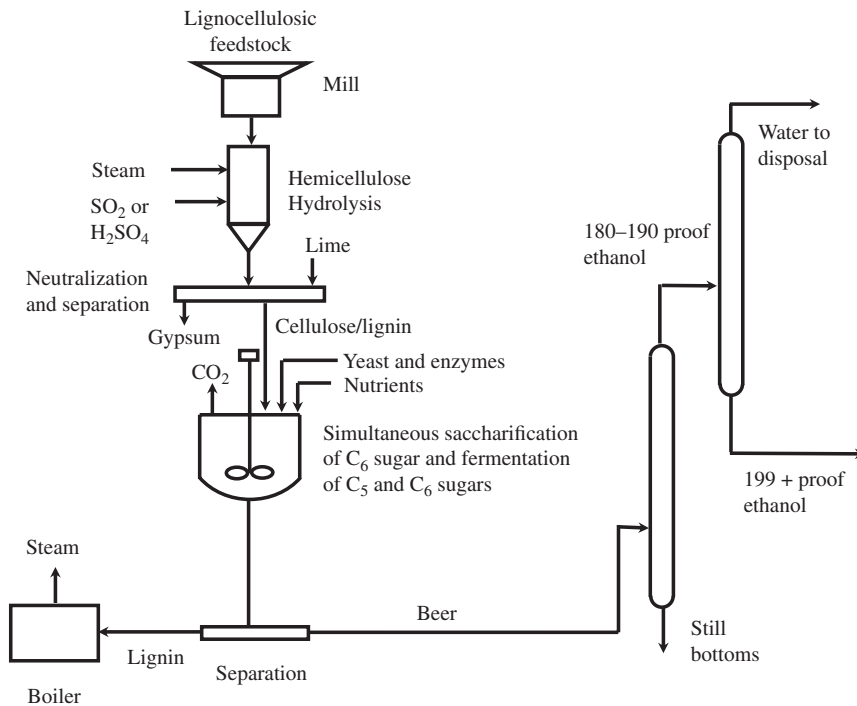 Lignocellulosic
feedstock
Mill
Steam
SO₂ or
H₂SO₄
Hemicellulose
Hydrolysis
Lime
Neutralization
and separation
Gypsum
Cellulose/lignin
CO₂
Yeast and enzymes
Nutrients
Simultaneous saccharification
of C₆ sugar and fermentation
of C₅ and C₆ sugars
Steam
Boiler
Lignin
Separation
Beer
Still
bottoms
180–190 proof
ethanol
Water to
disposal
199 + proof
ethanol